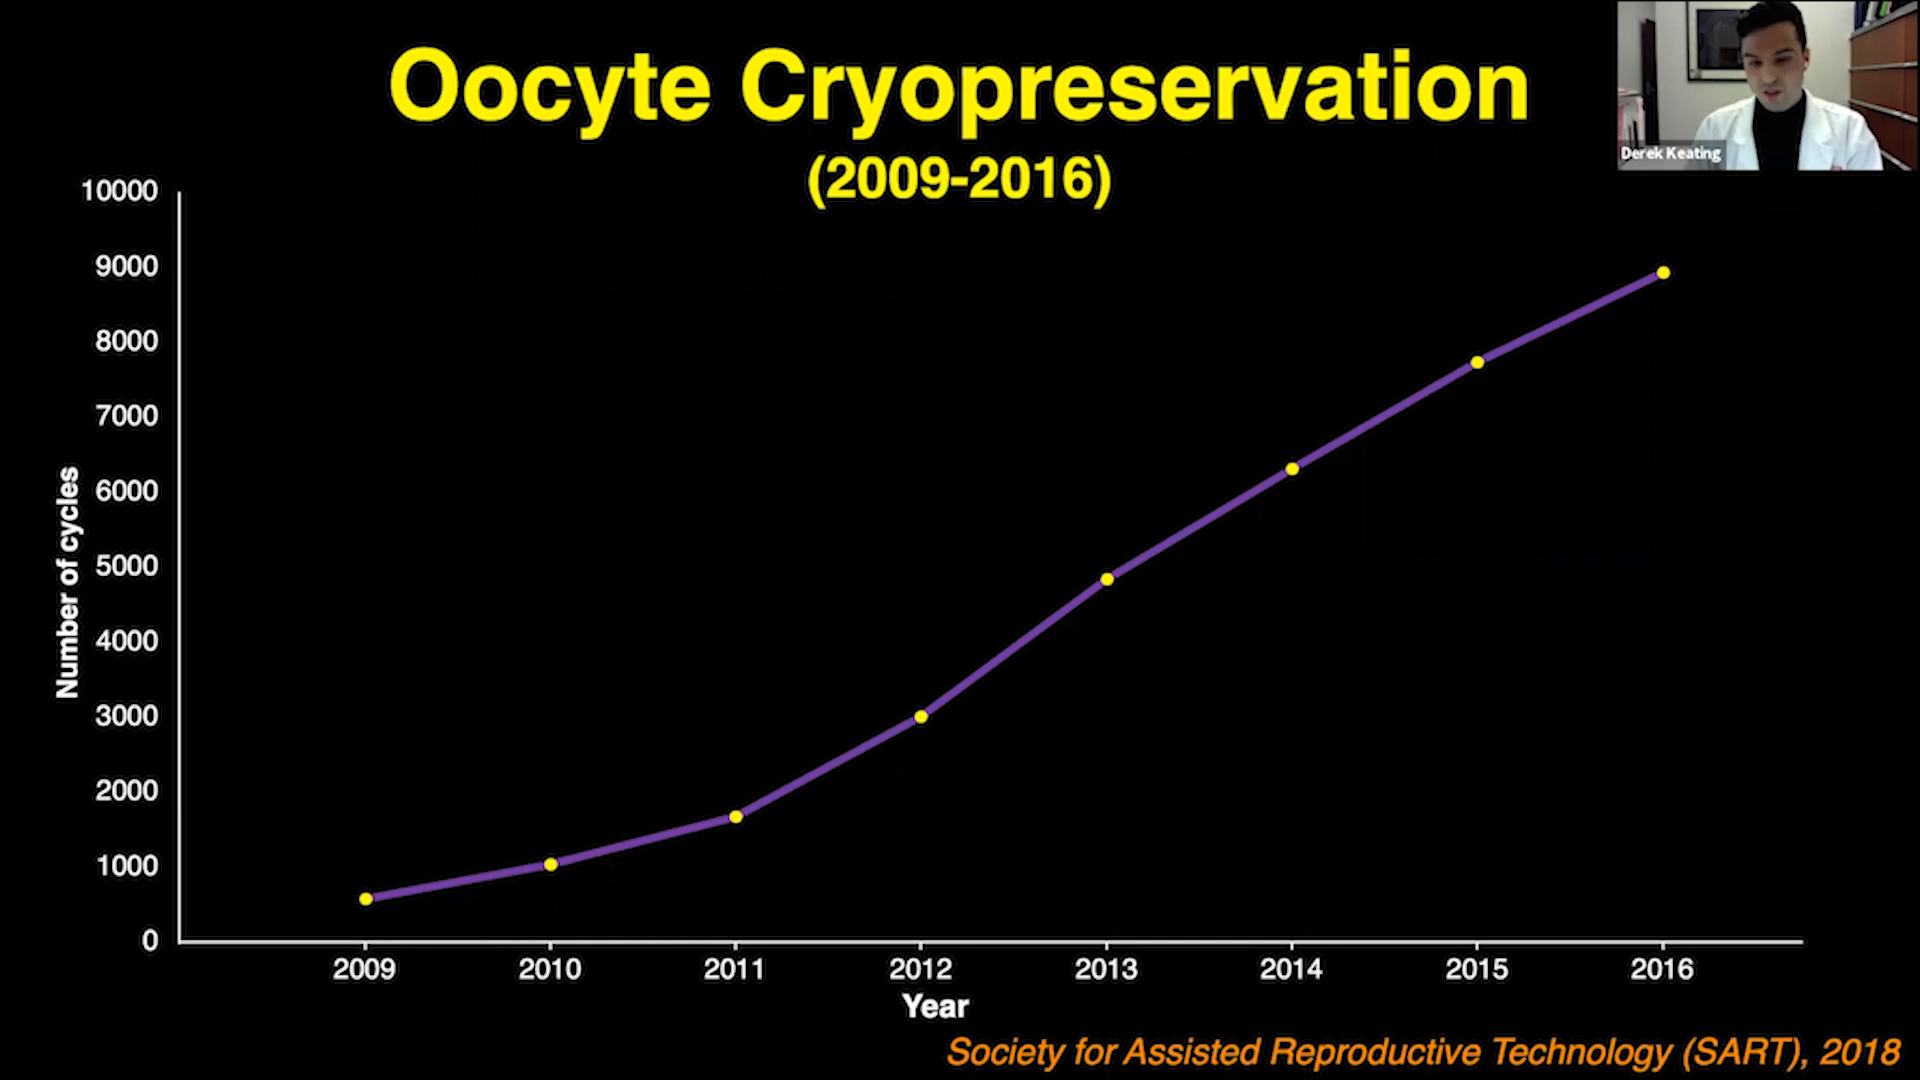 Oocyte Cryopreservation
(2009-2016)
Derek Keating
Number of cycles
10000
9000
8000
7000
6000
5000
4000
3000
2000
1000
0
2009 2010 2011 2012 2013 2014 2015 2016
Year
Society for Assisted Reproductive Technology (SART), 2018